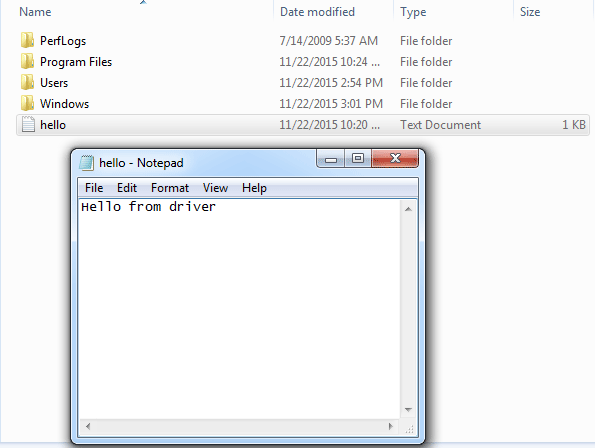 Name Date modified Type Size
PerfLogs 7/14/2009 5:37 AM File folder
Program Files 11/22/2015 10:24 ... File folder
Users 11/22/2015 2:54 PM File folder
Windows 11/22/2015 3:01 PM File folder
hello 11/22/2015 10:20 ... Text Document 1 KB
hello - Notepad
File Edit Format View Help
Hello from driver